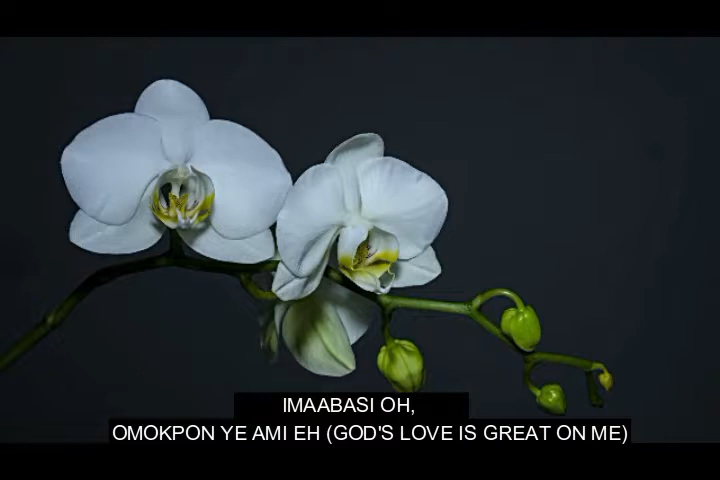 IMAABASI OH,
OMOKPON YE AMI EH (GOD'S LOVE IS GREAT ON ME)